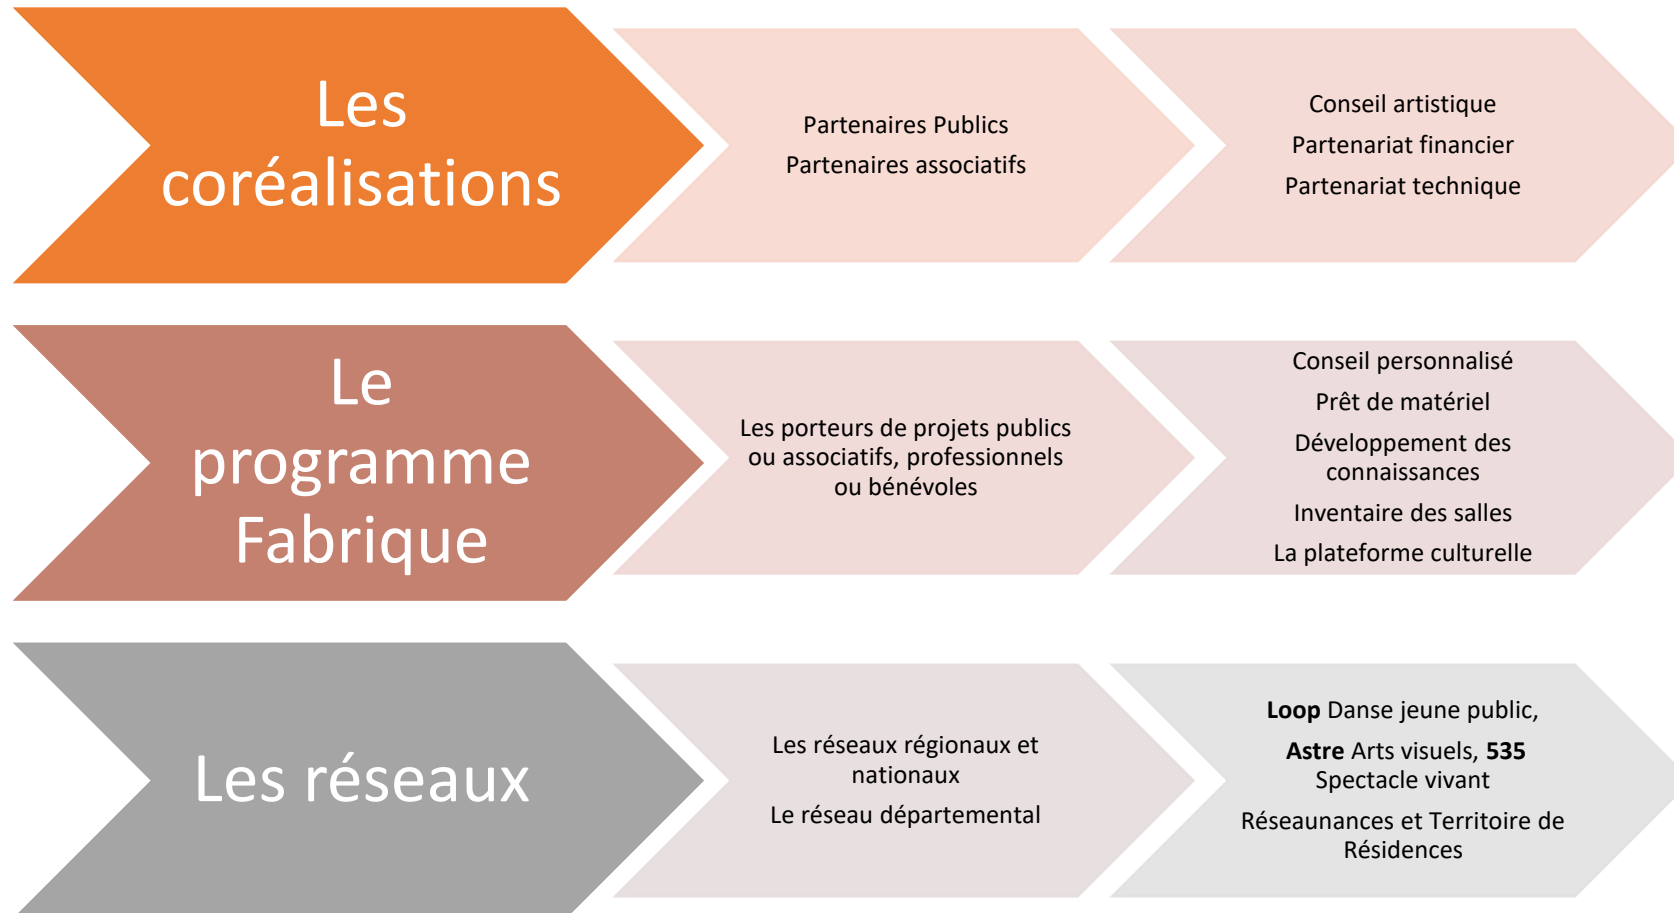 Les
coréalisations
Partenaires Publics
Partenaires associatifs
Conseil artistique
Partenariat financier
Partenariat technique
Le
programme
Fabrique
Les porteurs de projets publics
ou associatifs, professionnels
ou bénévoles
Conseil personnalisé
Prêt de matériel
Développement des
connaissances
Inventaire des salles
La plateforme culturelle
Les réseaux
Les réseaux régionaux et
nationaux
Le réseau départemental
Loop Danse jeune public,
Astre Arts visuels, 535
Spectacle vivant
Réseaunances et Territoire de
Résidences